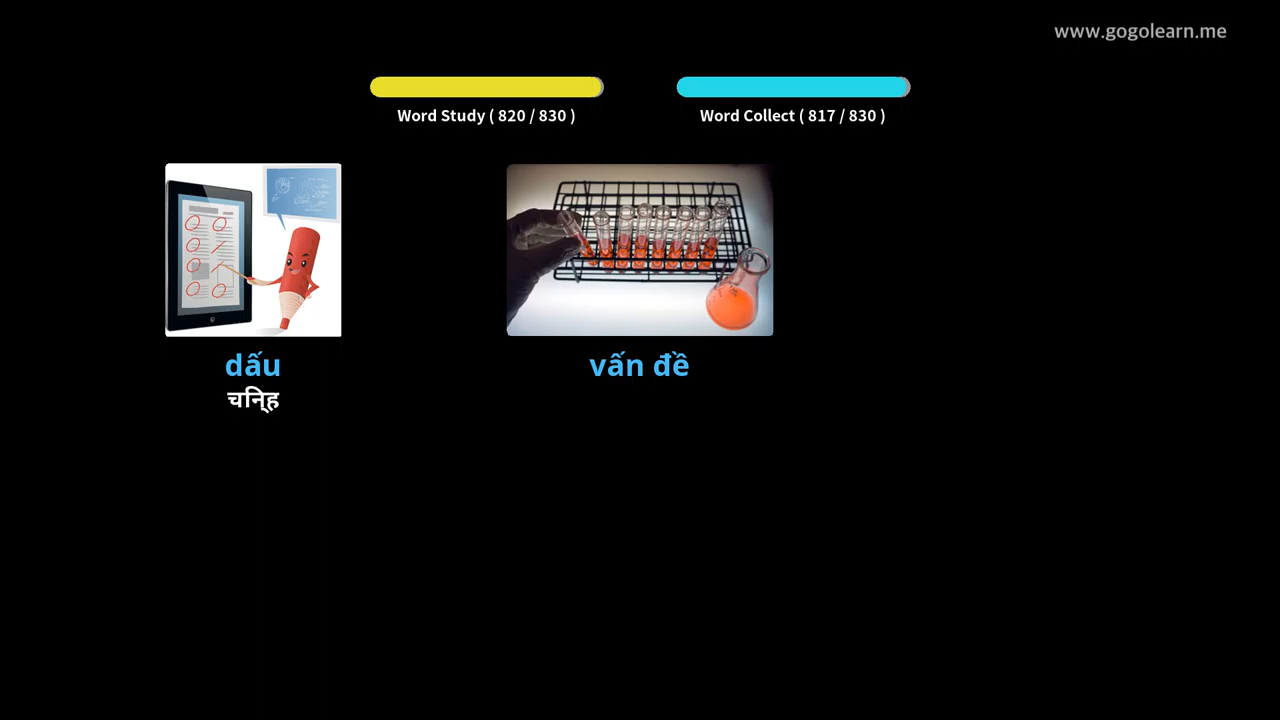 www.gogolearn.me
Word Study ( 820 / 830 )
Word Collect ( 817 / 830 )
dấu
चिन्ह
vấn đề